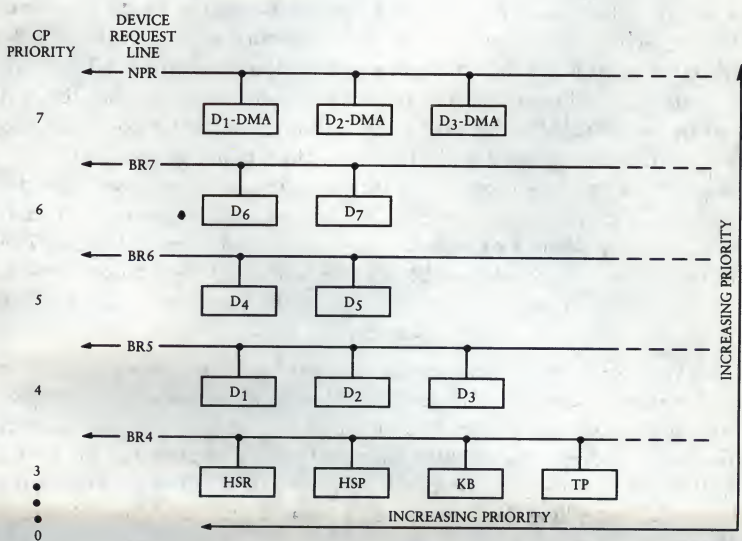 CP
PRIORITY
DEVICE
REQUEST
LINE
NPR
7
D1-DMA
D2-DMA
D3-DMA
BR7
6
D6
D7
BR6
5
D4
D5
BR5
4
D1
D2
D3
BR4
3
HSR
HSP
KB
TP
0
INCREASING PRIORITY
INCREASING PRIORITY